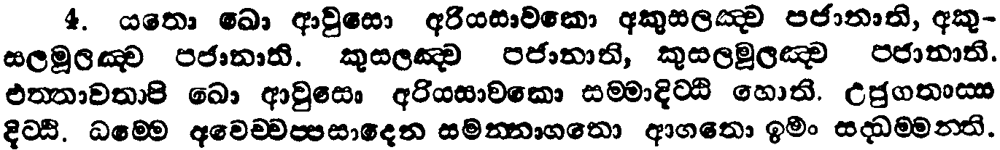 4. යතො ඛො ආවුසො අරියසාවකො අකුසලඤ්ච පජානාති, අකු-
සලමූලඤ්ච පජානාති. කුසලඤ්ච පජානාති, කුසලමූලඤ්ච පජානාති.
එත්තාවතාපි ඛො ආවුසො අරියසාවකො සම්මාදිට්ඨි හොති. උජුගතාස්ස
දිට්ඨි. ධම්මෙ අවෙච්චප්පසාදෙන සමන්නාගතො ආගතො ඉමං සද්ධම්මන්ති.